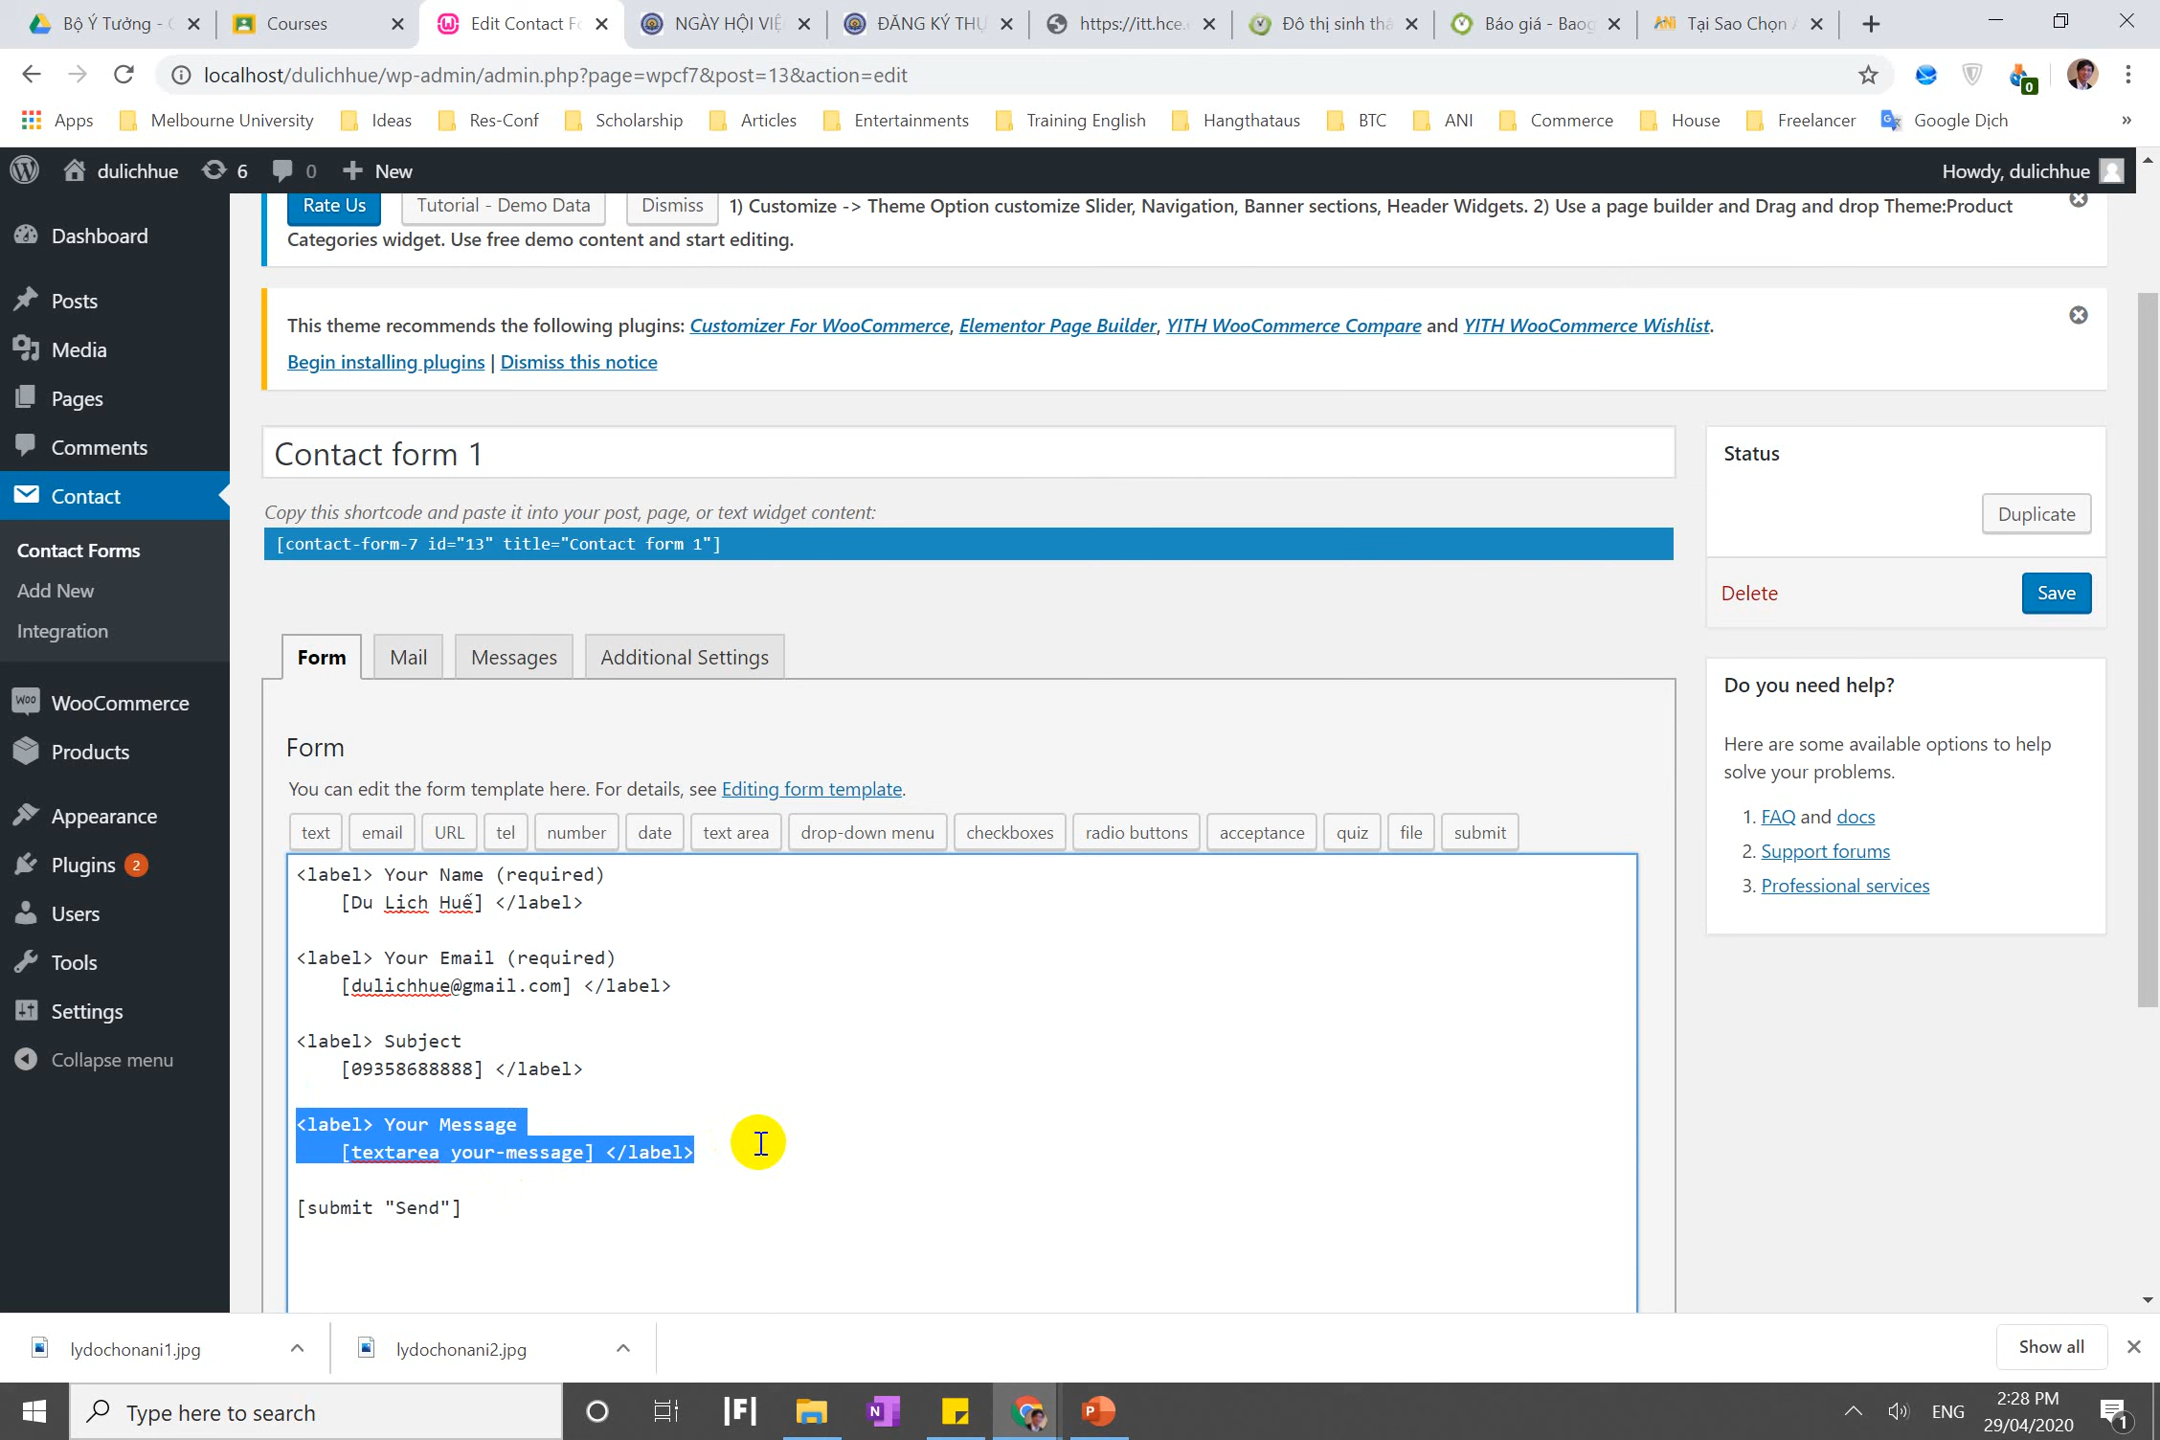 Bộ Ý Tưởng - C
Courses
Edit Contact Fo
NGÀY HỘI VIỆ
ĐĂNG KÝ THỰ
https://itt.hce.e
Đô thị sinh thá
Báo giá - Baog
Tại Sao Chọn A
localhost/dulichhue/wp-admin/admin.php?page=wpcf7&post=13&action=edit
0
Apps
Melbourne University
Ideas
Res-Conf
Scholarship
Articles
Entertainments
Training English
Hangthataus
BTC
ANI
Commerce
House
Freelancer
Google Dịch
»
dulichhue
6
0
New
Howdy, dulichhue
Rate Us
Tutorial - Demo Data
Dismiss
1) Customize -> Theme Option customize Slider, Navigation, Banner sections, Header Widgets. 2) Use a page builder and Drag and drop Theme:Product
Categories widget. Use free demo content and start editing.
This theme recommends the following plugins: Customizer For WooCommerce, Elementor Page Builder, YITH WooCommerce Compare and YITH WooCommerce Wishlist.
Begin installing plugins | Dismiss this notice
Dashboard
Posts
Media
Pages
Comments
Contact
Contact Forms
Add New
Integration
WooCommerce
Products
Appearance
Plugins 2
Users
Tools
Settings
Collapse menu
Contact form 1
Copy this shortcode and paste it into your post, page, or text widget content:
[contact-form-7 id="13" title="Contact form 1"]
Status
Duplicate
Delete
Save
Form
Mail
Messages
Additional Settings
Do you need help?
Here are some available options to help
solve your problems.
1. FAQ and docs
2. Support forums
3. Professional services
Form
You can edit the form template here. For details, see Editing form template.
text
email
URL
tel
number
date
text area
drop-down menu
checkboxes
radio buttons
acceptance
quiz
file
submit
<label> Your Name (required)
[Du Lịch Huế] </label>
<label> Your Email (required)
[dulichhue@gmail.com] </label>
<label> Subject
[09358688888] </label>
<label> Your Message
[textarea your-message] </label>
[submit "Send"]
lydochonani1.jpg
lydochonani2.jpg
Show all
Type here to search
ENG
2:28 PM
29/04/2020
1